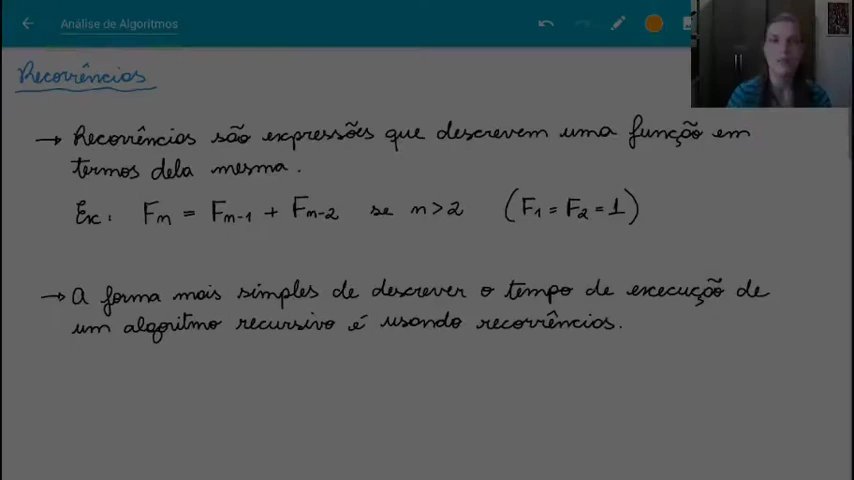 Análise de Algoritmos
Recorrências
→ Recorrências são expressões que descrevem uma função em
termos dela mesma.
Ex: Fn = Fn-1 + Fn-2 se n>2 (F1 = F2 = 1)
→ A forma mais simples de descrever o tempo de execução de
um algoritmo recursivo é usando recorrências.